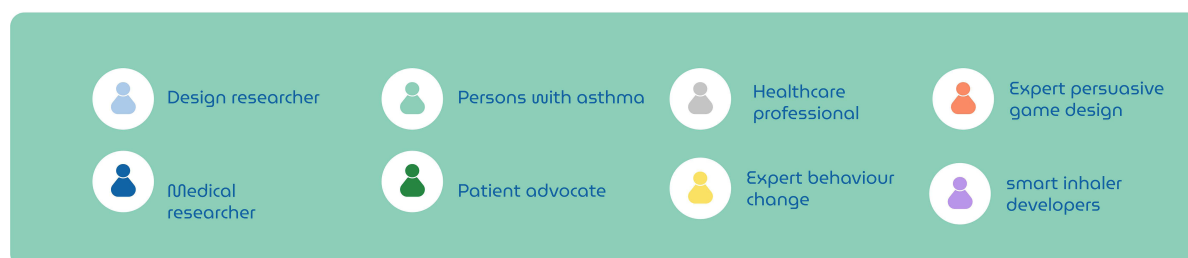 Design researcher
Persons with asthma
Healthcare
professional
Expert persuasive
game design
Medical
researcher
Patient advocate
Expert behaviour
change
smart inhaler
developers